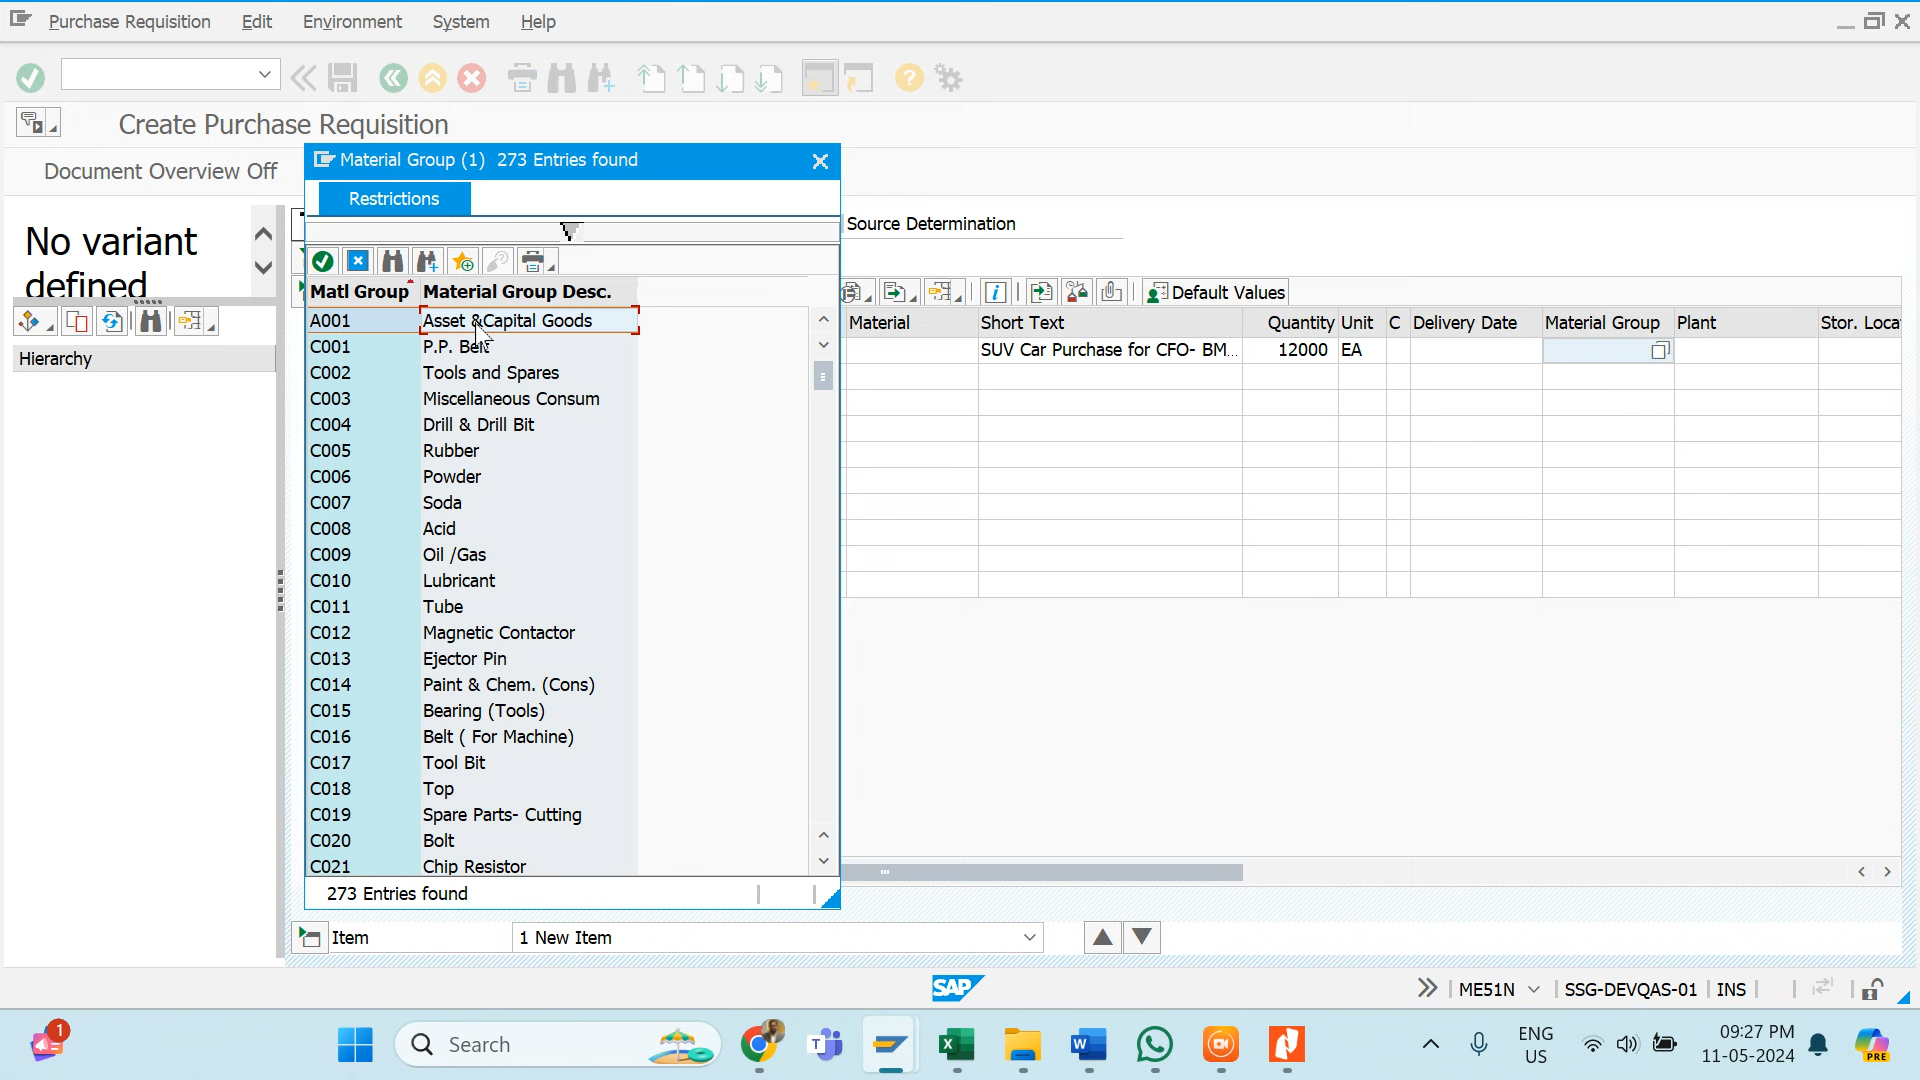 Purchase Requisition Edit Environment System Help
Create Purchase Requisition
Document Overview Off
Material Group (1) 273 Entries found
Restrictions
No variant
defined
Source Determination
Default Values
Matl Group Material Group Desc.
Material Short Text Quantity Unit C Delivery Date Material Group Plant Stor. Loca
SUV Car Purchase for CFO- BM... 12000 EA
Hierarchy
A001 Asset &Capital Goods
C001 P.P. Belt
C002 Tools and Spares
C003 Miscellaneous Consum
C004 Drill & Drill Bit
C005 Rubber
C006 Powder
C007 Soda
C008 Acid
C009 Oil /Gas
C010 Lubricant
C011 Tube
C012 Magnetic Contactor
C013 Ejector Pin
C014 Paint & Chem. (Cons)
C015 Bearing (Tools)
C016 Belt ( For Machine)
C017 Tool Bit
C018 Top
C019 Spare Parts- Cutting
C020 Bolt
C021 Chip Resistor
273 Entries found
Item 1 New Item
SAP ME51N SSG-DEVQAS-01 INS
1
Search
ENG
US
09:27 PM
11-05-2024
PRE